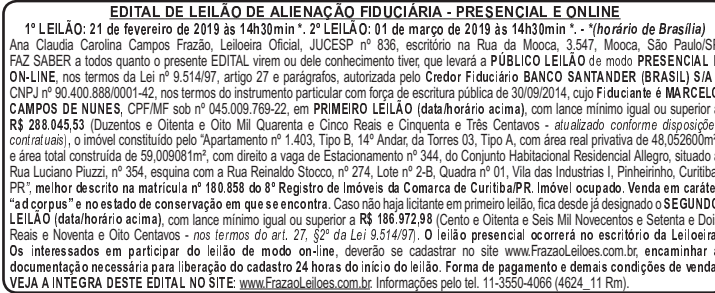 EDITAL DE LEILÃO DE ALIENAÇÃO FIDUCIÁRIA - PRESENCIAL E ONLINE
1º LEILÃO: 21 de fevereiro de 2019 às 14h30min *. 2º LEILÃO: 01 de março de 2019 às 14h30min *. - *(horário de Brasília)
Ana Claudia Carolina Campos Frazão, Leiloeira Oficial, JUCESP nº 836, escritório na Rua da Mooca, 3.547, Mooca, São Paulo/SP
FAZ SABER a todos quanto o presente EDITAL virem ou dele conhecimento tiver, que levará a PÚBLICO LEILÃO de modo PRESENCIAL E
ON-LINE, nos termos da Lei nº 9.514/97, artigo 27 e parágrafos, autorizada pelo Credor Fiduciário BANCO SANTANDER (BRASIL) S/A
CNPJ nº 90.400.888/0001-42, nos termos do instrumento particular com força de escritura pública de 30/09/2014, cujo Fiduciante é MARCELO
CAMPOS DE NUNES, CPF/MF sob nº 045.009.769-22, em PRIMEIRO LEILÃO (data/horário acima), com lance mínimo igual ou superior a
R$ 288.045,53 (Duzentos e Oitenta e Oito Mil Quarenta e Cinco Reais e Cinquenta e Três Centavos - atualizado conforme disposições
contratuais), o imóvel constituído pelo "Apartamento nº 1.403, Tipo B, 14º Andar, da Torres 03, Tipo A, com área real privativa de 48,052600m²
e área total construída de 59,009081m², com direito a vaga de Estacionamento nº 344, do Conjunto Habitacional Residencial Allegro, situado à
Rua Luciano Piuzzi, nº 354, esquina com a Rua Reinaldo Stocco, nº 274, Lote nº 2-B, Quadra nº 01, Vila das Industrias I, Pinheirinho, Curitiba/
PR", melhor descrito na matrícula nº 180.858 do 8º Registro de Imóveis da Comarca de Curitiba/PR. Imóvel ocupado. Venda em caráter
"ad corpus" e no estado de conservação em que se encontra. Caso não haja licitante em primeiro leilão, fica desde já designado o SEGUNDO
LEILÃO (data/horário acima), com lance mínimo igual ou superior a R$ 186.972,98 (Cento e Oitenta e Seis Mil Novecentos e Setenta e Dois
Reais e Noventa e Oito Centavos - nos termos do art. 27, §2º da Lei 9.514/97). O leilão presencial ocorrerá no escritório da Leiloeira.
Os interessados em participar do leilão de modo on-line, deverão se cadastrar no site www.FrazaoLeiloes.com.br, encaminhar a
documentação necessária para liberação do cadastro 24 horas do início do leilão. Forma de pagamento e demais condições de venda,
VEJA A INTEGRA DESTE EDITAL NO SITE: www.FrazaoLeiloes.com.br. Informações pelo tel. 11-3550-4066 (4624_11 Rm).